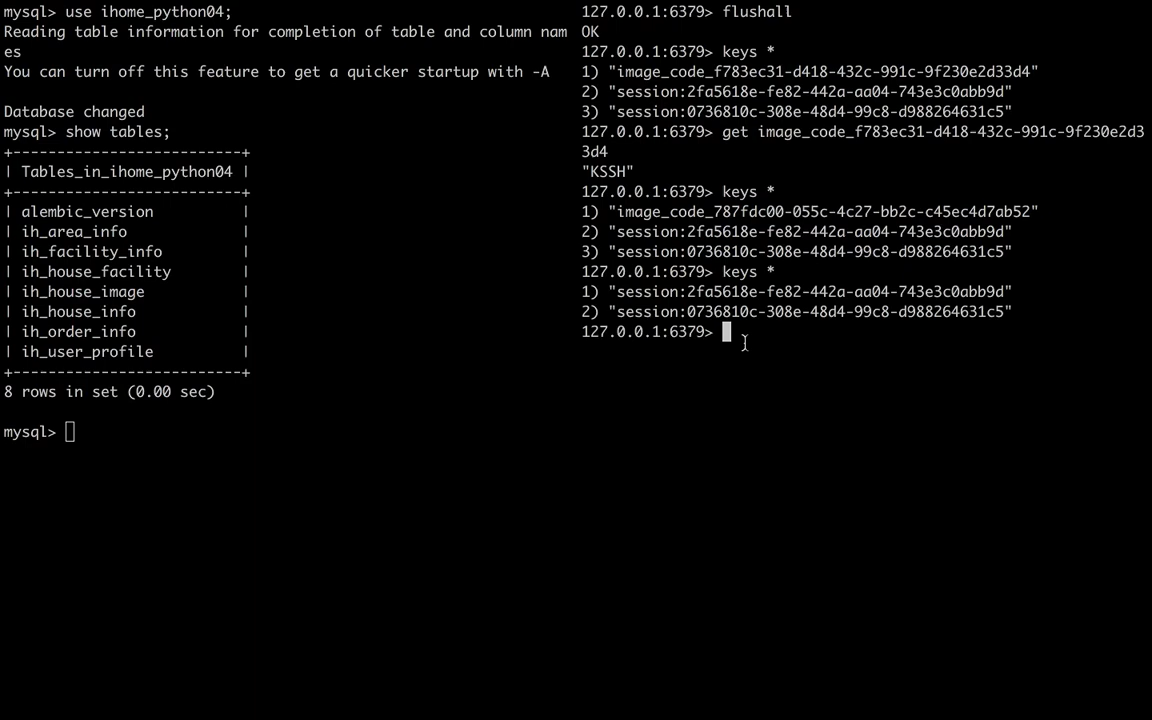 mysql> use ihome_python04;
Reading table information for completion of table and column nam
es
You can turn off this feature to get a quicker startup with -A
Database changed
mysql> show tables;
+-------------------------+
| Tables_in_ihome_python04 |
+-------------------------+
| alembic_version |
| ih_area_info |
| ih_facility_info |
| ih_house_facility |
| ih_house_image |
| ih_house_info |
| ih_order_info |
| ih_user_profile |
+-------------------------+
8 rows in set (0.00 sec)
mysql>
127.0.0.1:6379> flushall
OK
127.0.0.1:6379> keys *
1) "image_code_f783ec31-d418-432c-991c-9f230e2d33d4"
2) "session:2fa5618e-fe82-442a-aa04-743e3c0abb9d"
3) "session:0736810c-308e-48d4-99c8-d988264631c5"
127.0.0.1:6379> get image_code_f783ec31-d418-432c-991c-9f230e2d3
3d4
"KSSH"
127.0.0.1:6379> keys *
1) "image_code_787fdc00-055c-4c27-bb2c-c45ec4d7ab52"
2) "session:2fa5618e-fe82-442a-aa04-743e3c0abb9d"
3) "session:0736810c-308e-48d4-99c8-d988264631c5"
127.0.0.1:6379> keys *
1) "session:2fa5618e-fe82-442a-aa04-743e3c0abb9d"
2) "session:0736810c-308e-48d4-99c8-d988264631c5"
127.0.0.1:6379>